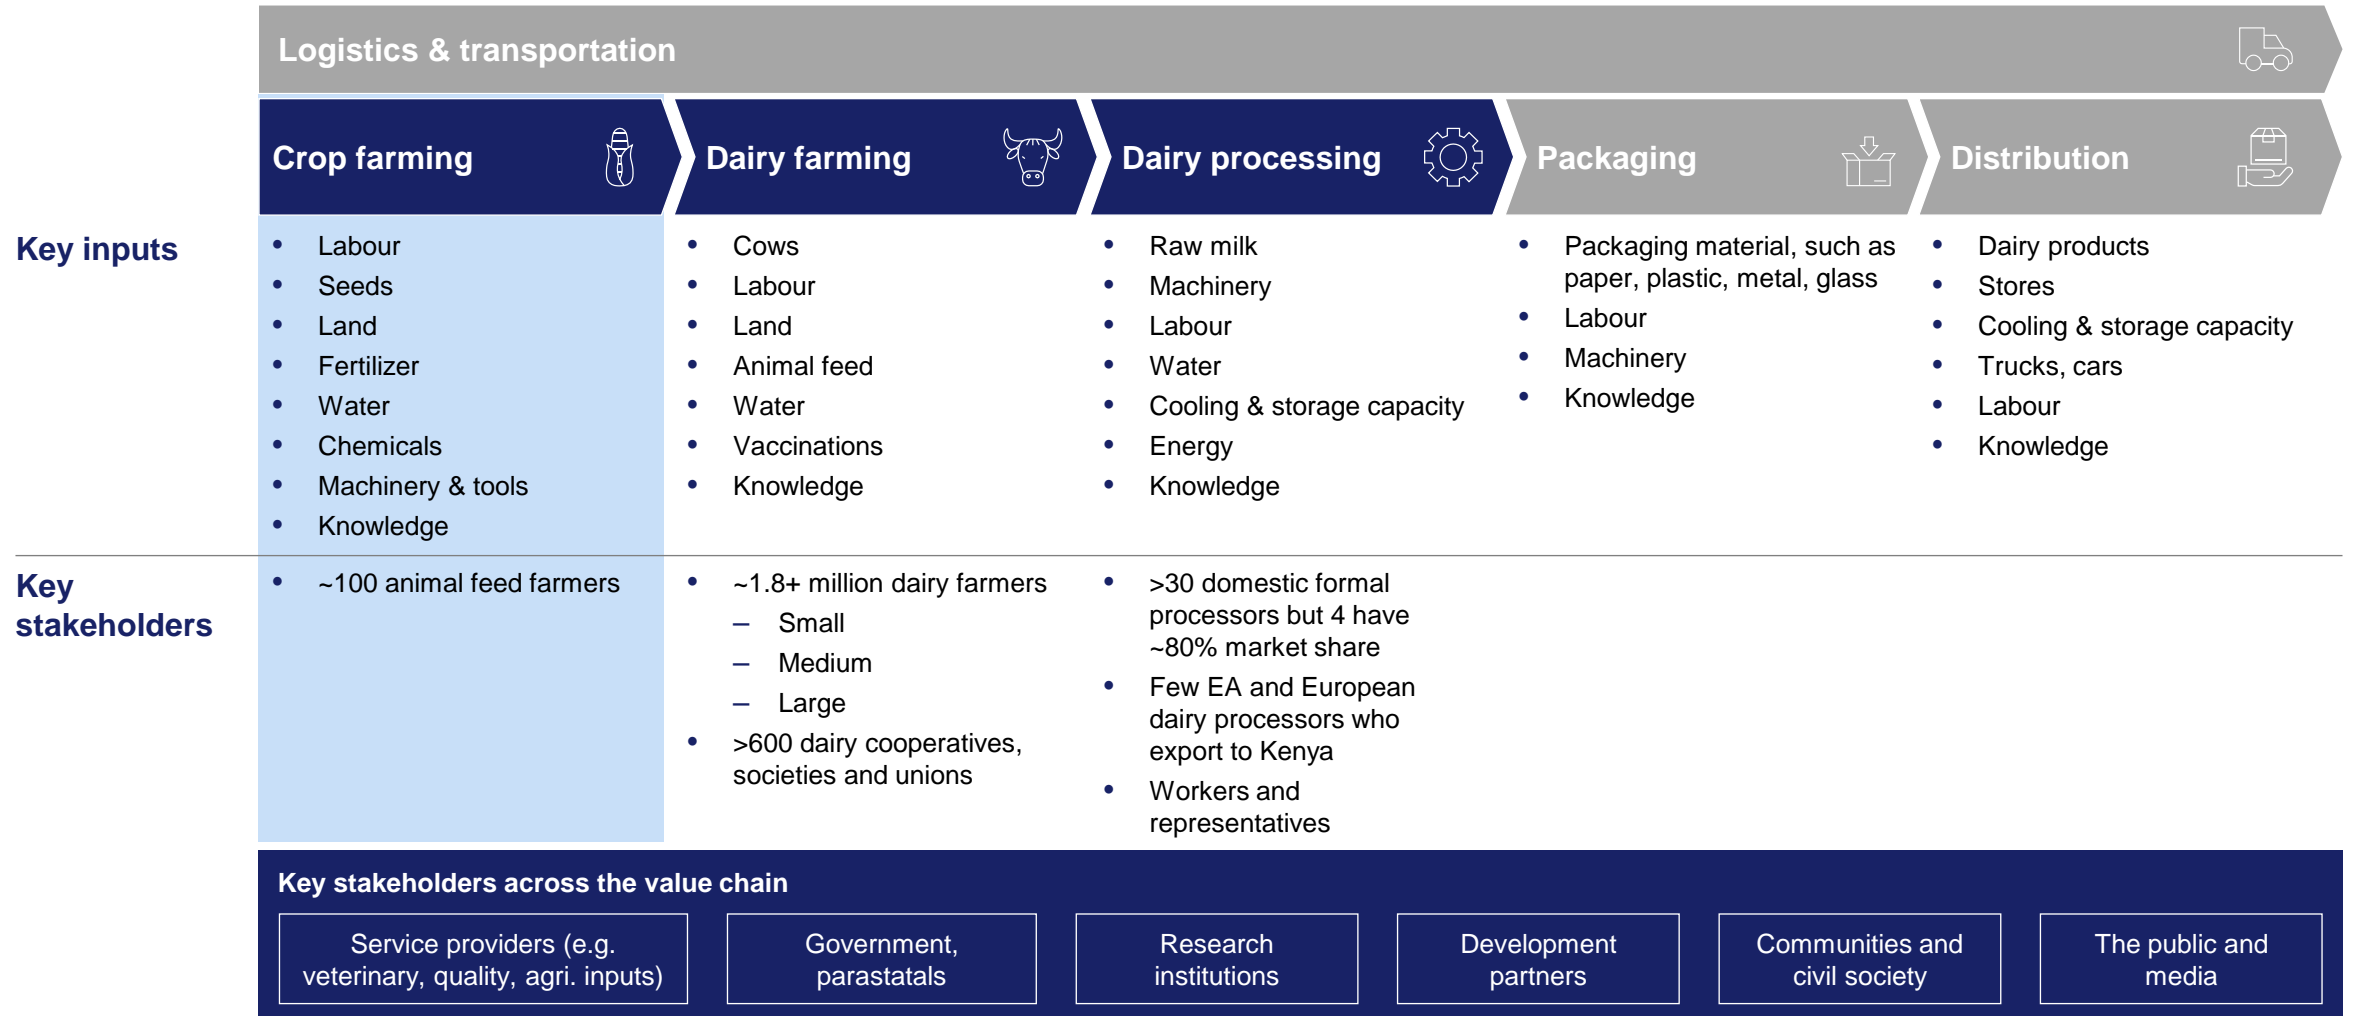 Logistics & transportation
Crop farming
Dairy farming
Dairy processing
Packaging
Distribution
Key inputs
• Labour
• Seeds
• Land
• Fertilizer
• Water
• Chemicals
• Machinery & tools
• Knowledge
• Cows
• Labour
• Land
• Animal feed
• Water
• Vaccinations
• Knowledge
• Raw milk
• Machinery
• Labour
• Water
• Cooling & storage capacity
• Energy
• Knowledge
• Packaging material, such as
paper, plastic, metal, glass
• Labour
• Machinery
• Knowledge
• Dairy products
• Stores
• Cooling & storage capacity
• Trucks, cars
• Labour
• Knowledge
Key
stakeholders
• ~100 animal feed farmers
• ~1.8+ million dairy farmers
– Small
– Medium
– Large
• >600 dairy cooperatives,
societies and unions
• >30 domestic formal
processors but 4 have
~80% market share
• Few EA and European
dairy processors who
export to Kenya
• Workers and
representatives
Key stakeholders across the value chain
Service providers (e.g.
veterinary, quality, agri. inputs)
Government,
parastatals
Research
institutions
Development
partners
Communities and
civil society
The public and
media